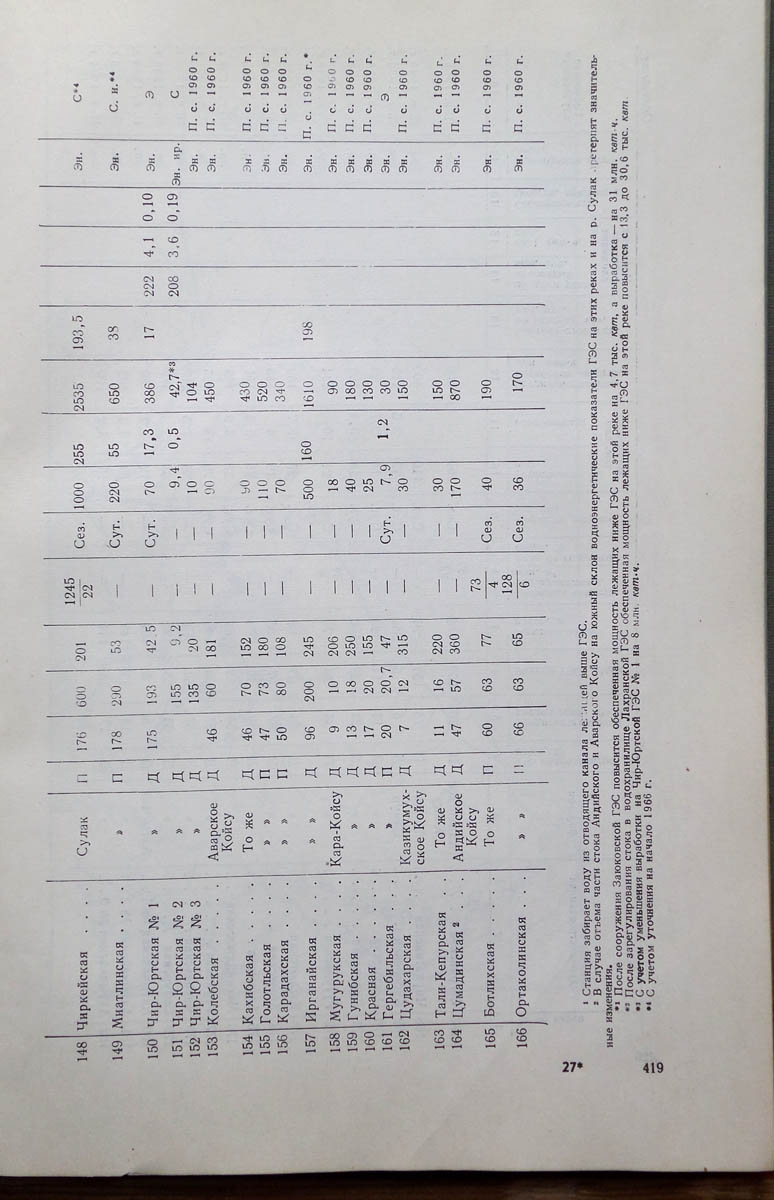 148 Чиркейская . . . . Сулак П 176 600 201 1245/22 Сез. 1000 255 2535 193,5 Эн. С*⁴
149 Миатлинская . . . . » П 178 290 53 — Сут. 220 55 650 38 Эн. С. и.*⁴
150 Чир-Юртская № 1 » Д 175 193 42,5 — Сут. 70 17,3 386 17 222 4,1 0,10 Эн. Э
151 Чир-Юртская № 2 » Д 155 9,2 — — 9,4 0,5 42,7*³ 208 3,6 0,19 Эн. ир. С
152 Чир-Юртская № 3 » Д 135 20 — — 10 104 Эн. П. с. 1960 г.
153 Колебская . . . . . Аварское Койсу Д 46 60 181 — — 90 450 Эн. П. с. 1960 г.
154 Кахибская . . . . . То же Д 46 70 152 — — 90 430 Эн. П. с. 1960 г.
155 Голотльская . . . . » » П 47 73 180 — — 110 520 Эн. П. с. 1960 г.
156 Карадахская . . . . » » П 50 80 108 — — 70 340 Эн. П. с. 1960 г.
157 Ирганайская . . . . » » Д 96 200 245 — — 500 160 1610 198 Эн. П. с. 1960 г.*
158 Мугурукская . . . . Кара-Койсу Д 9 10 206 — — 18 90 Эн. П. с. 1960 г.
159 Гунибская . . . . . » Д 13 18 250 — — 40 180 Эн. П. с. 1960 г.
160 Красная . . . . . . » Д 17 20 155 — — 25 130 Эн. П. с. 1960 г.
161 Гергебильская . . . » П 20 20,7 47 — Сут. 7,9 1,2 30 Эн. Э
162 Цудахарская . . . . Казикумухское Койсу Д 7 12 315 — — 30 150 Эн. П. с. 1960 г.
163 Тали-Кепурская . . То же Д 11 16 220 — — 30 150 Эн. П. с. 1960 г.
164 Цумадинская ² . . . Андийское Койсу Д 47 57 360 — — 170 870 Эн. П. с. 1960 г.
165 Ботлихская . . . . . То же П 60 63 77 73/4 Сез. 40 190 Эн. П. с. 1960 г.
166 Ортаколинская . . . » » П 66 63 65 128/6 Сез. 36 170 Эн. П. с. 1960 г.
¹ Станция забирает воду из отводящего канала лежащей выше ГЭС.
² В случае отъема части стока Андийского и Аварского Койсу на южный склон водноэнергетические показатели ГЭС на этих реках и на р. Сулак претерпят значитель-
ные изменения.
*¹ После сооружения Заюковской ГЭС повысится обеспеченная мощность лежащих ниже ГЭС на этой реке на 4,7 тыс. квт, а выработка — на 31 млн. квт·ч.
*² После зарегулирования стока в водохранилище Лахранской ГЭС обеспеченная мощность лежащих ниже ГЭС на этой реке повысится с 13,3 до 30,6 тыс. квт.
*³ С учетом уменьшения выработки на Чир-Юртской ГЭС № 1 на 8 млн. квт·ч.
*⁴ С учетом уточнения на начало 1966 г.
27* 419